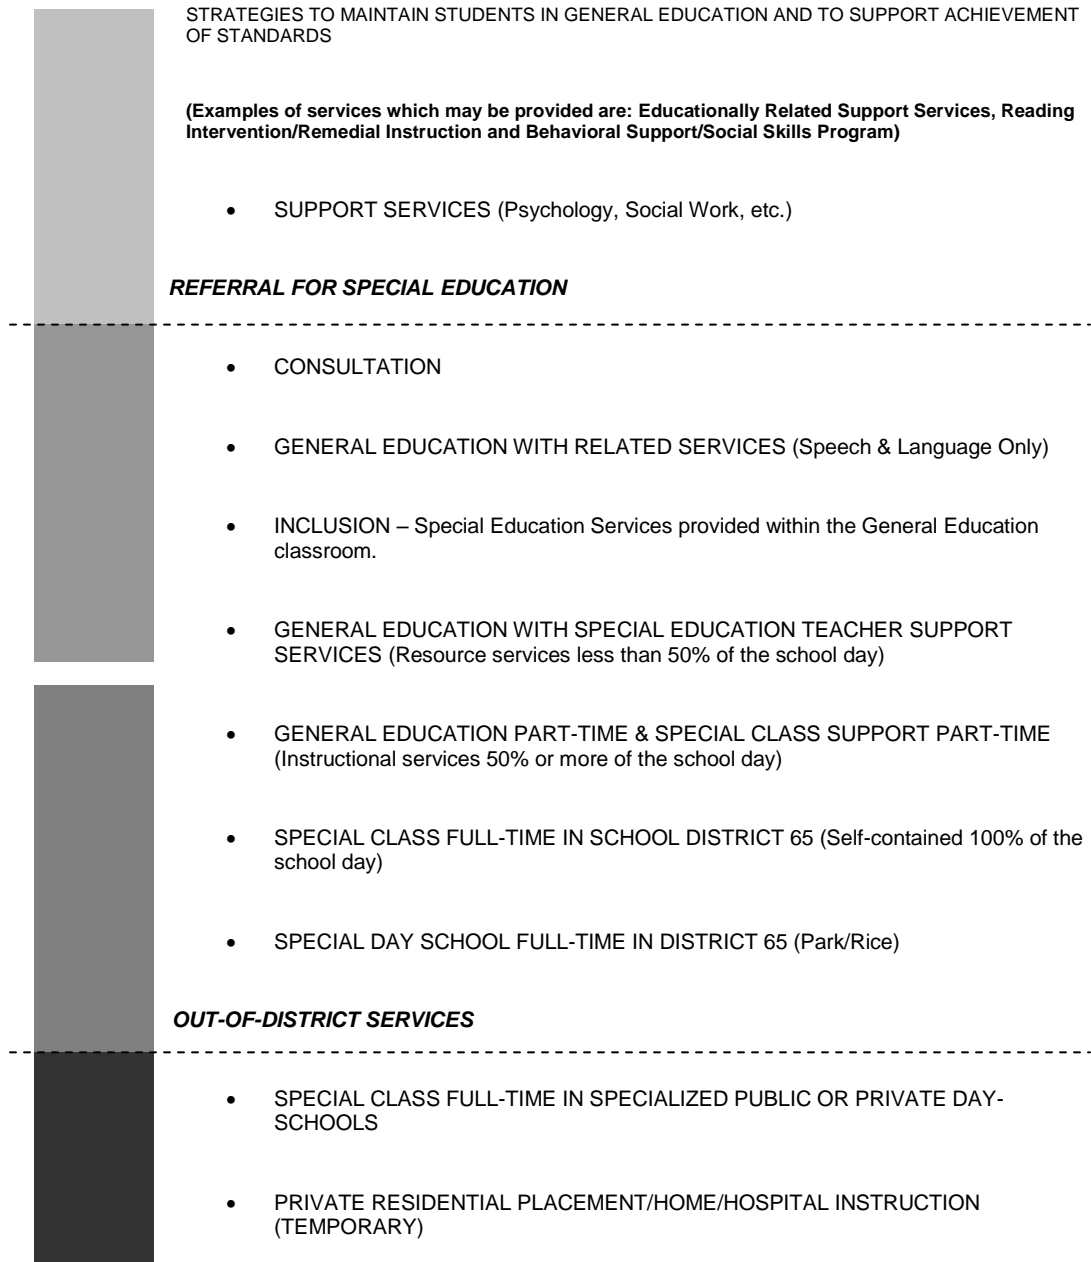 STRATEGIES TO MAINTAIN STUDENTS IN GENERAL EDUCATION AND TO SUPPORT ACHIEVEMENT
OF STANDARDS
(Examples of services which may be provided are: Educationally Related Support Services, Reading
Intervention/Remedial Instruction and Behavioral Support/Social Skills Program)
• SUPPORT SERVICES (Psychology, Social Work, etc.)
REFERRAL FOR SPECIAL EDUCATION
• CONSULTATION
• GENERAL EDUCATION WITH RELATED SERVICES (Speech & Language Only)
• INCLUSION – Special Education Services provided within the General Education
classroom.
• GENERAL EDUCATION WITH SPECIAL EDUCATION TEACHER SUPPORT
SERVICES (Resource services less than 50% of the school day)
• GENERAL EDUCATION PART-TIME & SPECIAL CLASS SUPPORT PART-TIME
(Instructional services 50% or more of the school day)
• SPECIAL CLASS FULL-TIME IN SCHOOL DISTRICT 65 (Self-contained 100% of the
school day)
• SPECIAL DAY SCHOOL FULL-TIME IN DISTRICT 65 (Park/Rice)
OUT-OF-DISTRICT SERVICES
• SPECIAL CLASS FULL-TIME IN SPECIALIZED PUBLIC OR PRIVATE DAY-
SCHOOLS
• PRIVATE RESIDENTIAL PLACEMENT/HOME/HOSPITAL INSTRUCTION
(TEMPORARY)